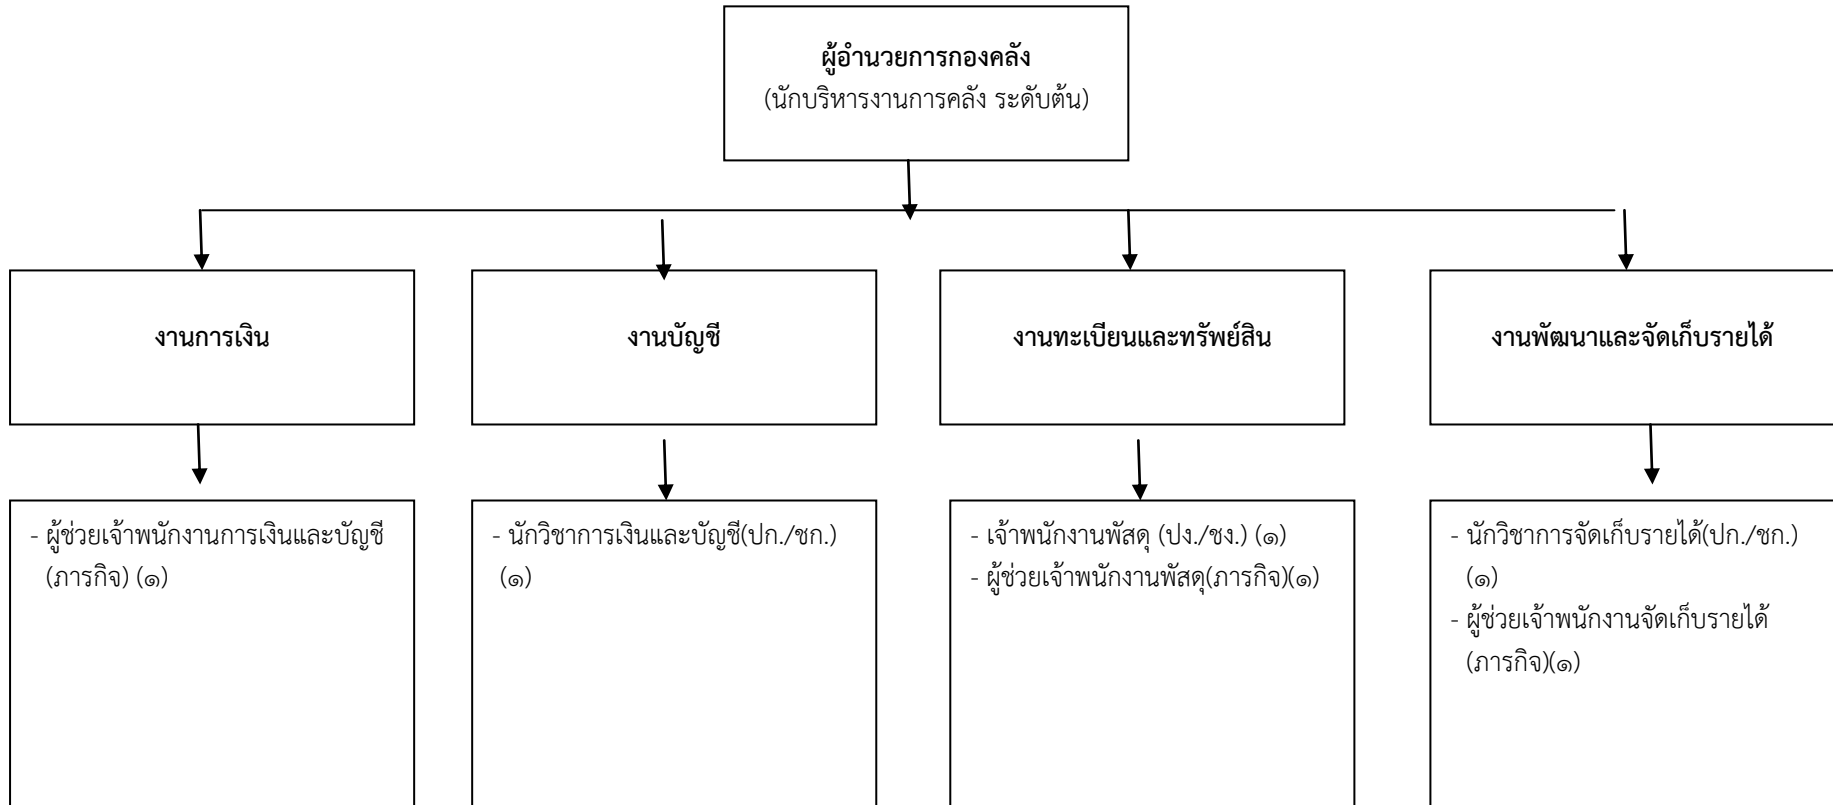 ผู้อำนวยการกองคลัง
(นักบริหารงานการคลัง ระดับต้น)
งานการเงิน
งานบัญชี
งานทะเบียนและทรัพย์สิน
งานพัฒนาและจัดเก็บรายได้
- ผู้ช่วยเจ้าพนักงานการเงินและบัญชี
(ภารกิจ) (๑)
- นักวิชาการเงินและบัญชี(ปก./ชก.)
(๑)
- เจ้าพนักงานพัสดุ (ปง./ชง.) (๑)
- ผู้ช่วยเจ้าพนักงานพัสดุ(ภารกิจ)(๑)
- นักวิชาการจัดเก็บรายได้(ปก./ชก.)
(๑)
- ผู้ช่วยเจ้าพนักงานจัดเก็บรายได้
(ภารกิจ)(๑)